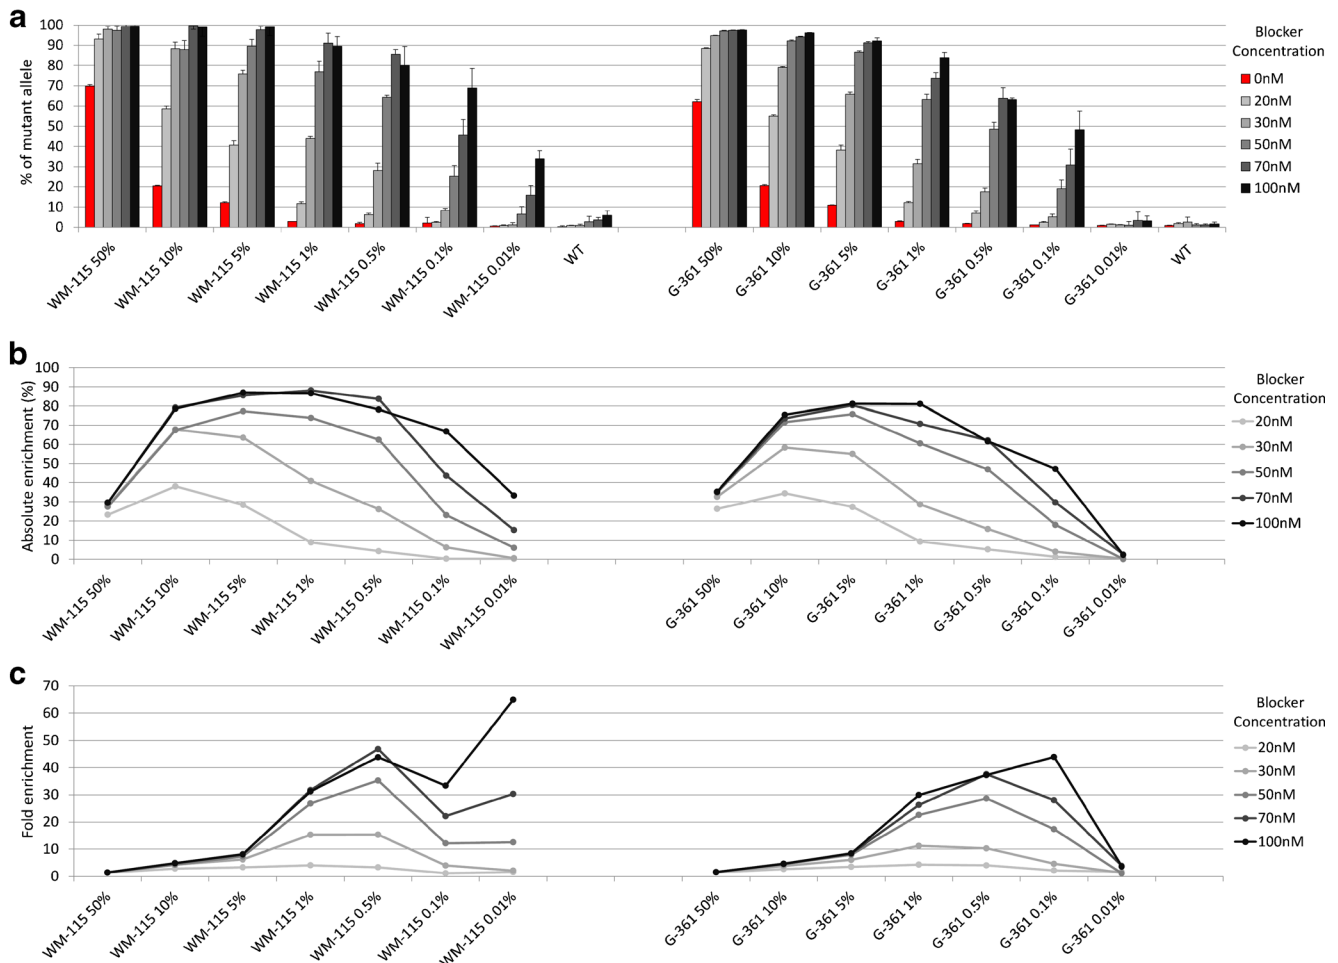 a
% of mutant allele
100
90
80
70
60
50
40
30
20
10
0
WM-115 50%
WM-115 10%
WM-115 5%
WM-115 1%
WM-115 0.5%
WM-115 0.1%
WM-115 0.01%
WT
G-361 50%
G-361 10%
G-361 5%
G-361 1%
G-361 0.5%
G-361 0.1%
G-361 0.01%
WT
Blocker
Concentration
0nM
20nM
30nM
50nM
70nM
100nM
b
Absolute enrichment (%)
100
90
80
70
60
50
40
30
20
10
0
WM-115 50%
WM-115 10%
WM-115 5%
WM-115 1%
WM-115 0.5%
WM-115 0.1%
WM-115 0.01%
G-361 50%
G-361 10%
G-361 5%
G-361 1%
G-361 0.5%
G-361 0.1%
G-361 0.01%
Blocker
Concentration
20nM
30nM
50nM
70nM
100nM
c
Fold enrichment
70
60
50
40
30
20
10
0
WM-115 50%
WM-115 10%
WM-115 5%
WM-115 1%
WM-115 0.5%
WM-115 0.1%
WM-115 0.01%
G-361 50%
G-361 10%
G-361 5%
G-361 1%
G-361 0.5%
G-361 0.1%
G-361 0.01%
Blocker
Concentration
20nM
30nM
50nM
70nM
100nM